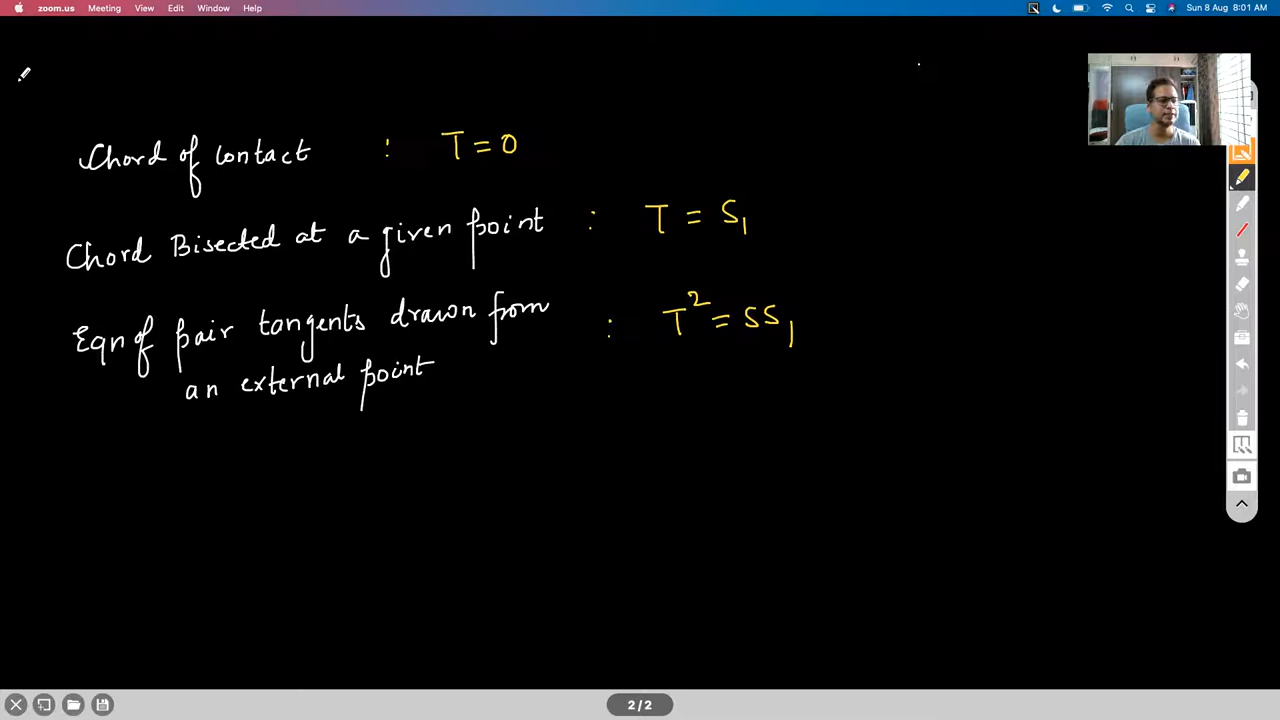 zoom.us Meeting View Edit Window Help Sun 8 Aug 8:01 AM
Chord of contact : T = 0
Chord Bisected at a given point : T = S₁
Eqn of pair tangents drawn from : T² = SS₁
an external point
2/2